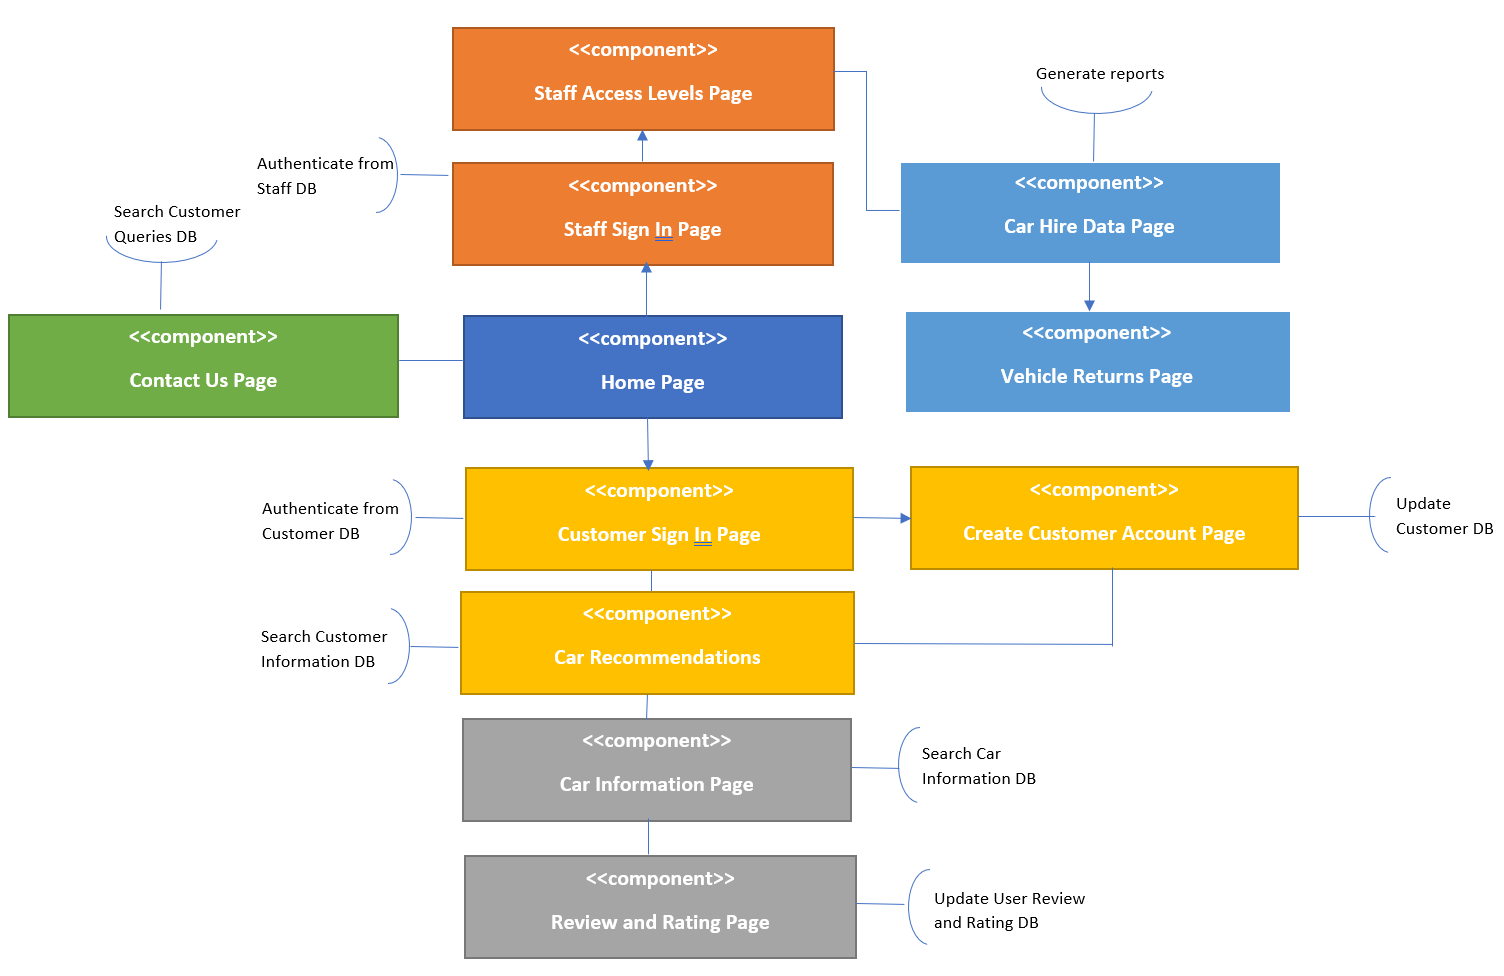 <<component>>
Staff Access Levels Page
Generate reports
Authenticate from
Staff DB
<<component>>
Staff Sign In Page
<<component>>
Car Hire Data Page
Search Customer
Queries DB
<<component>>
Contact Us Page
<<component>>
Home Page
<<component>>
Vehicle Returns Page
Authenticate from
Customer DB
<<component>>
Customer Sign In Page
<<component>>
Create Customer Account Page
Update
Customer DB
Search Customer
Information DB
<<component>>
Car Recommendations
<<component>>
Car Information Page
Search Car
Information DB
<<component>>
Review and Rating Page
Update User Review
and Rating DB